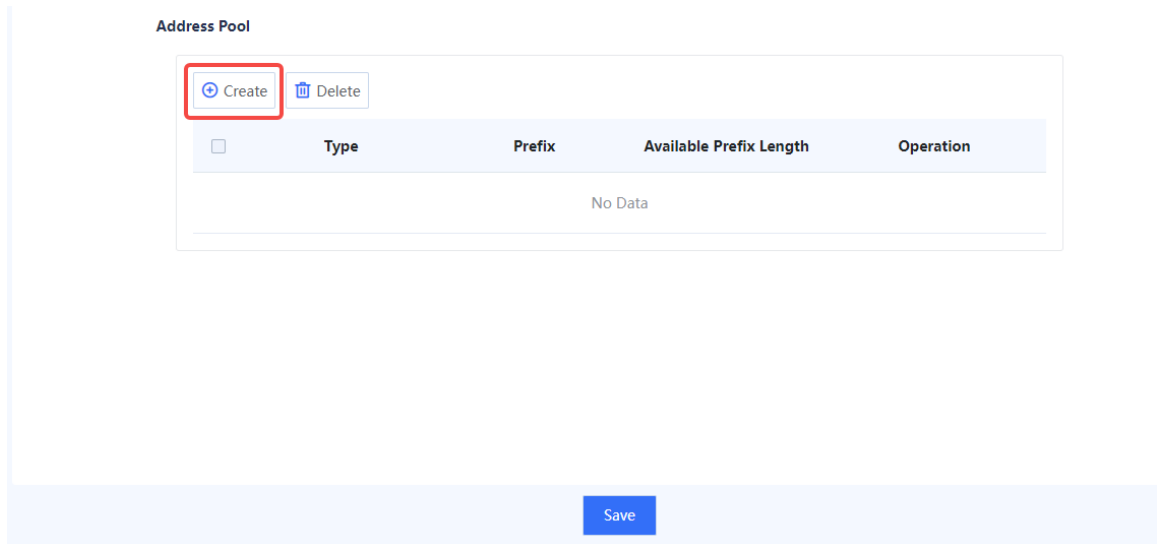 Address Pool
Create Delete
Type Prefix Available Prefix Length Operation
No Data
Save